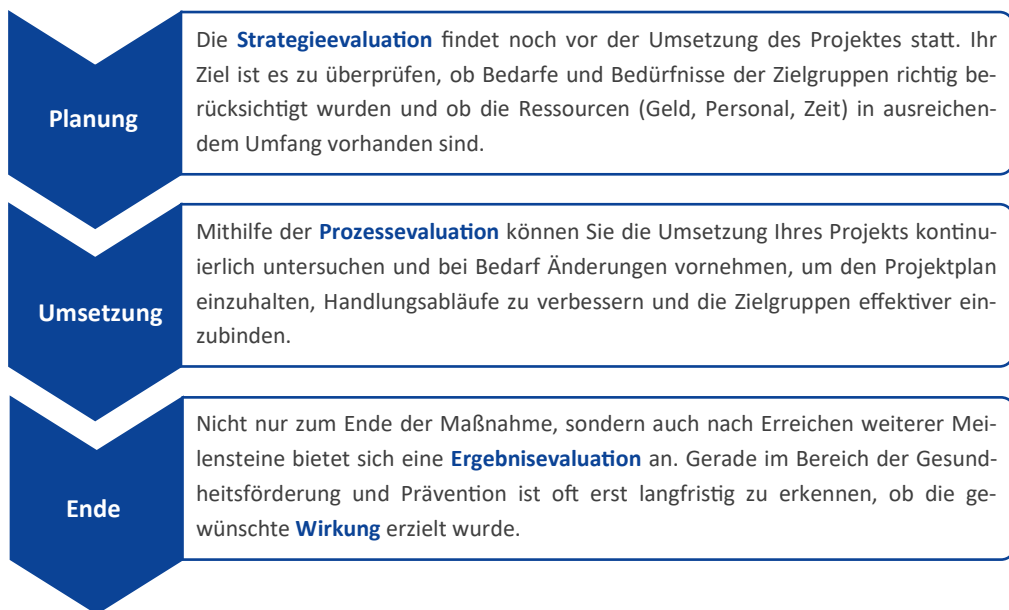 Planung
Die Strategieevaluation findet noch vor der Umsetzung des Projektes statt. Ihr
Ziel ist es zu überprüfen, ob Bedarfe und Bedürfnisse der Zielgruppen richtig be-
rücksichtigt wurden und ob die Ressourcen (Geld, Personal, Zeit) in ausreichen-
dem Umfang vorhanden sind.
Umsetzung
Mithilfe der Prozessevaluation können Sie die Umsetzung Ihres Projekts kontinu-
ierlich untersuchen und bei Bedarf Änderungen vornehmen, um den Projektplan
einzuhalten, Handlungsabläufe zu verbessern und die Zielgruppen effektiver ein-
zubinden.
Ende
Nicht nur zum Ende der Maßnahme, sondern auch nach Erreichen weiterer Mei-
lensteine bietet sich eine Ergebnisevaluation an. Gerade im Bereich der Gesund-
heitsförderung und Prävention ist oft erst langfristig zu erkennen, ob die ge-
wünschte Wirkung erzielt wurde.